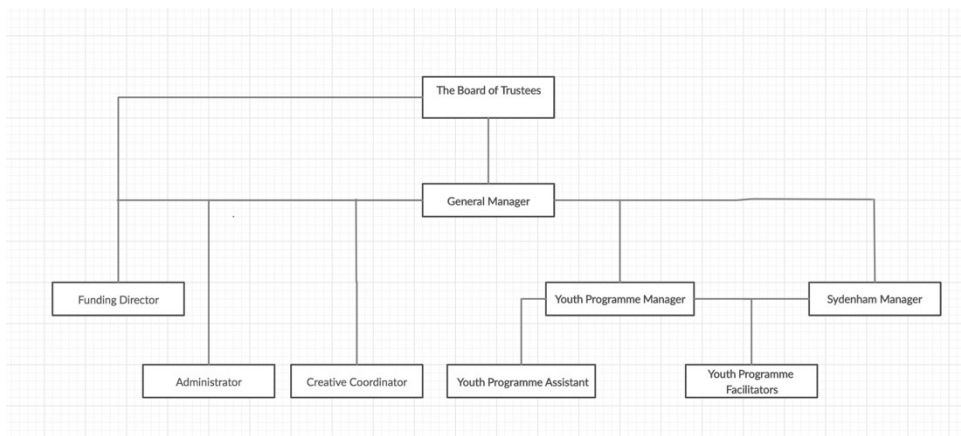 The Board of Trustees
General Manager
Funding Director
Youth Programme Manager
Sydenham Manager
Administrator
Creative Coordinator
Youth Programme Assistant
Youth Programme
Facilitators